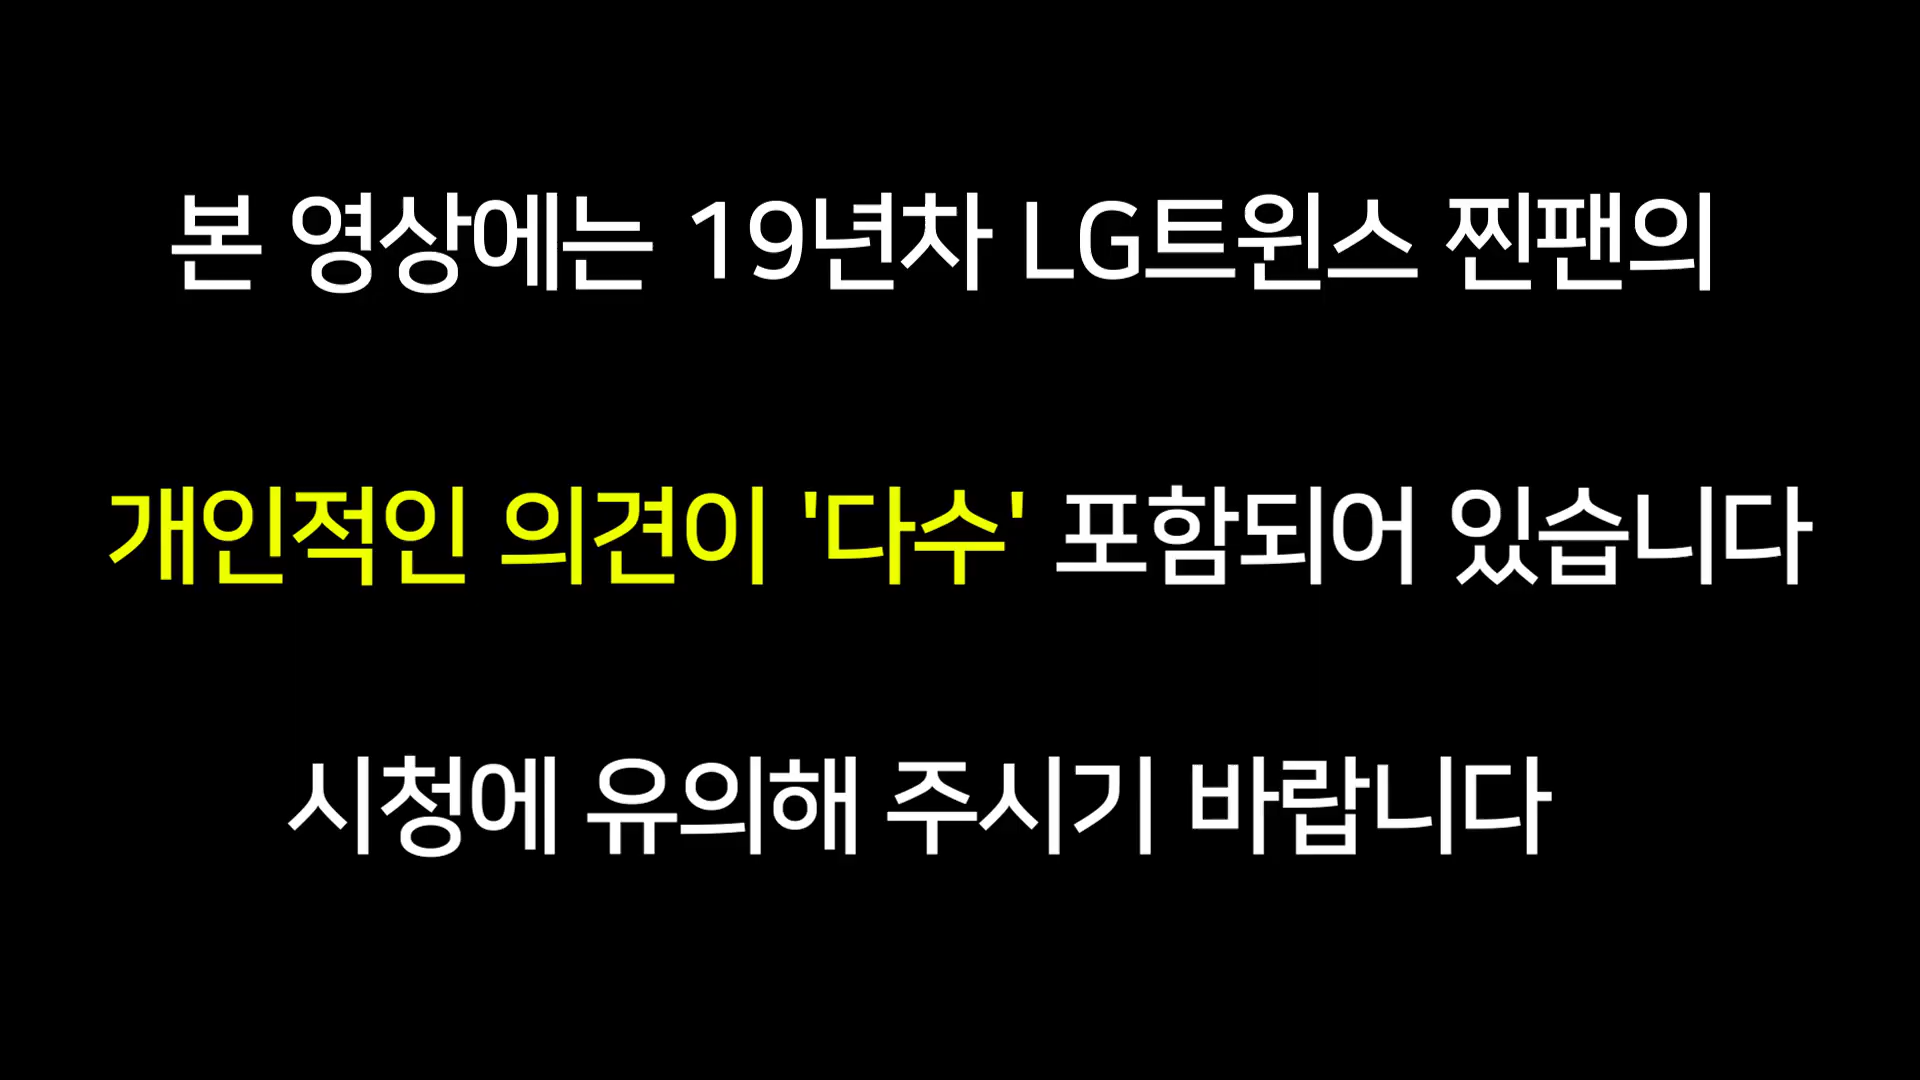 본 영상에는 19년차 LG트윈스 찐팬의
개인적인 의견이 '다수' 포함되어 있습니다
시청에 유의해 주시기 바랍니다